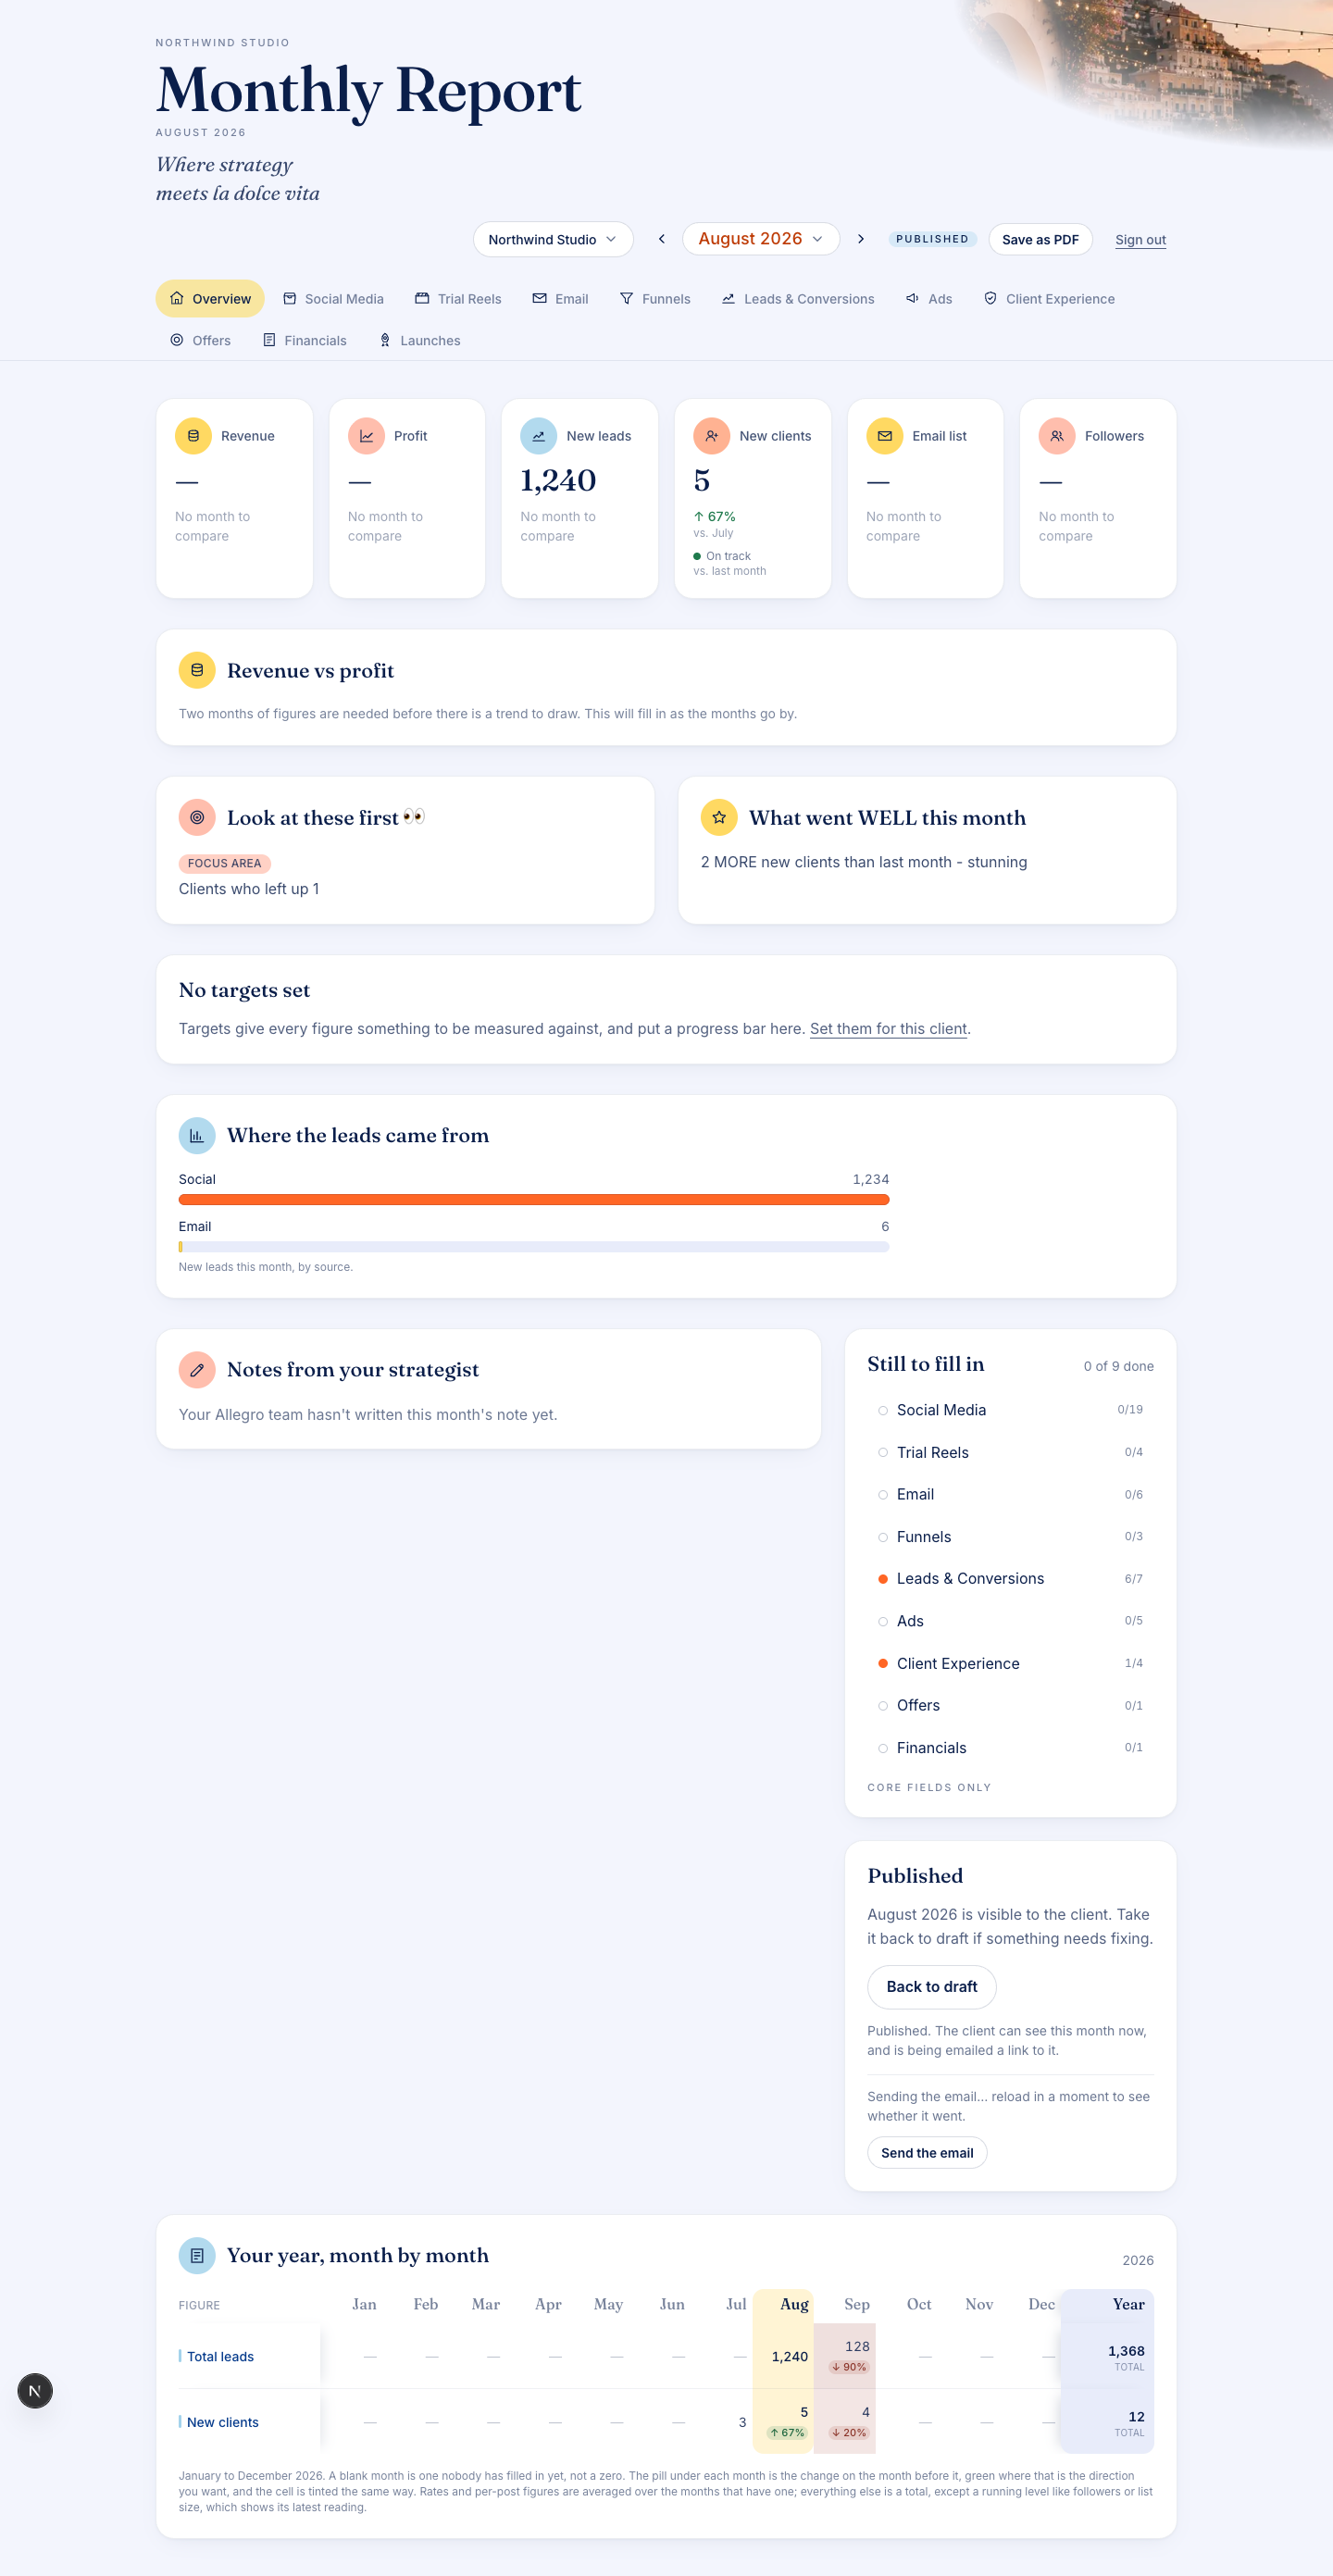 NORTHWIND STUDIO
Monthly Report
AUGUST 2026
Where strategy
meets la dolce vita
Northwind Studio
August 2026
PUBLISHED
Save as PDF
Sign out
Overview
Social Media
Trial Reels
Email
Funnels
Leads & Conversions
Ads
Client Experience
Offers
Financials
Launches
Revenue
—
No month to
compare
Profit
—
No month to
compare
New leads
1,240
No month to
compare
New clients
5
↑ 67%
vs. July
On track
vs. last month
Email list
—
No month to
compare
Followers
—
No month to
compare
Revenue vs profit
Two months of figures are needed before there is a trend to draw. This will fill in as the months go by.
Look at these first 👀
FOCUS AREA
Clients who left up 1
What went WELL this month
2 MORE new clients than last month - stunning
No targets set
Targets give every figure something to be measured against, and put a progress bar here. Set them for this client.
Where the leads came from
Social 1,234
Email 6
New leads this month, by source.
Notes from your strategist
Your Allegro team hasn't written this month's note yet.
Still to fill in 0 of 9 done
Social Media 0/19
Trial Reels 0/4
Email 0/6
Funnels 0/3
Leads & Conversions 6/7
Ads 0/5
Client Experience 1/4
Offers 0/1
Financials 0/1
CORE FIELDS ONLY
Published
August 2026 is visible to the client. Take
it back to draft if something needs fixing.
Back to draft
Published. The client can see this month now,
and is being emailed a link to it.
Sending the email... reload in a moment to see
whether it went.
Send the email
Your year, month by month 2026
FIGURE Jan Feb Mar Apr May Jun Jul Aug Sep Oct Nov Dec Year
Total leads — — — — — — — 1,240 128 ↓ 90% — — — 1,368 TOTAL
New clients — — — — — — 3 5 ↑ 67% 4 ↓ 20% — — — 12 TOTAL
January to December 2026. A blank month is one nobody has filled in yet, not a zero. The pill under each month is the change on the month before it, green where that is the direction
you want, and the cell is tinted the same way. Rates and per-post figures are averaged over the months that have one; everything else is a total, except a running level like followers or list
size, which shows its latest reading.
N